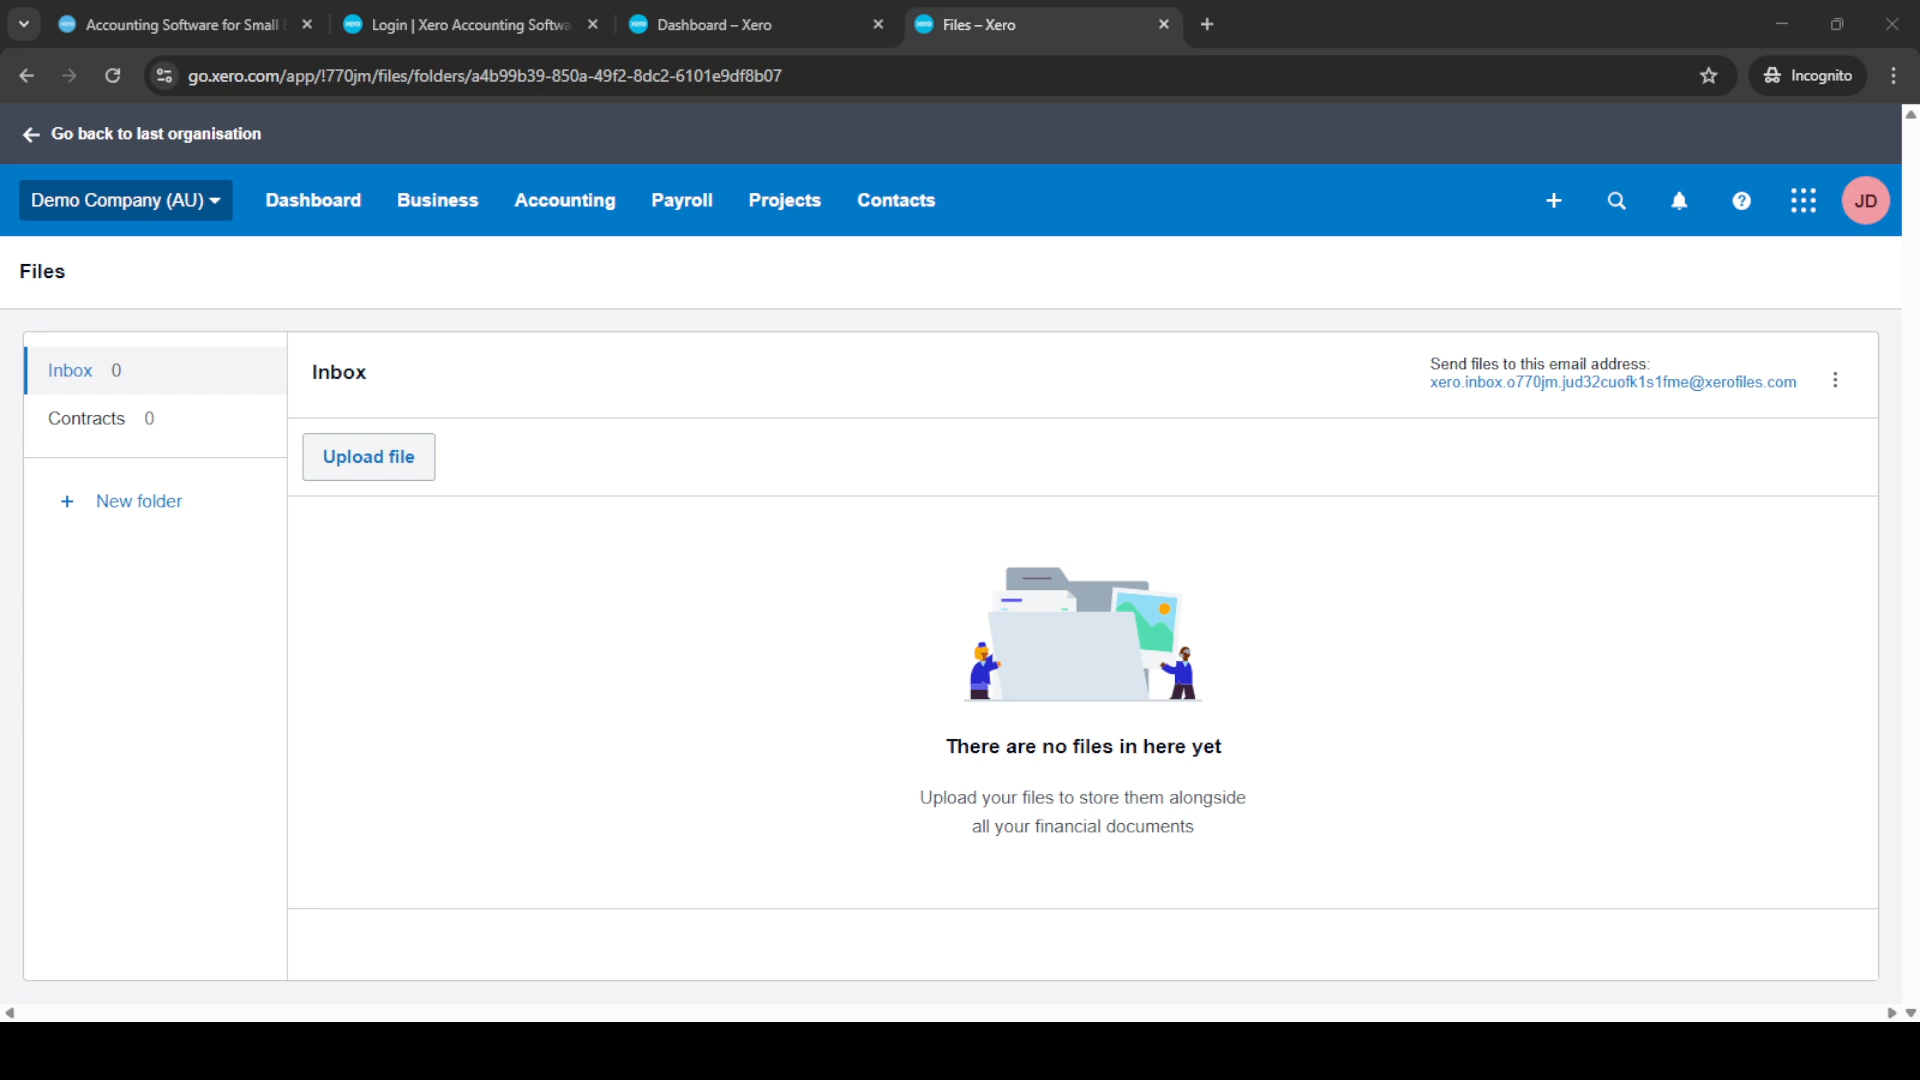 Accounting Software for Small
Login | Xero Accounting Softwa
Dashboard – Xero
Files – Xero
go.xero.com/app/!770jm/files/folders/a4b99b39-850a-49f2-8dc2-6101e9df8b07
Incognito
Go back to last organisation
Demo Company (AU)
Dashboard
Business
Accounting
Payroll
Projects
Contacts
JD
Files
Inbox 0
Contracts 0
New folder
Inbox
Send files to this email address:
xero.inbox.o770jm.jud32cuofk1s1fme@xerofiles.com
Upload file
There are no files in here yet
Upload your files to store them alongside
all your financial documents